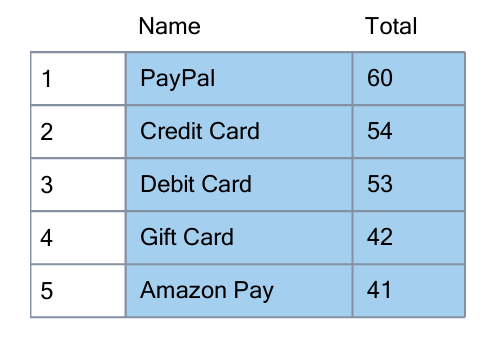 Name Total
1 PayPal 60
2 Credit Card 54
3 Debit Card 53
4 Gift Card 42
5 Amazon Pay 41